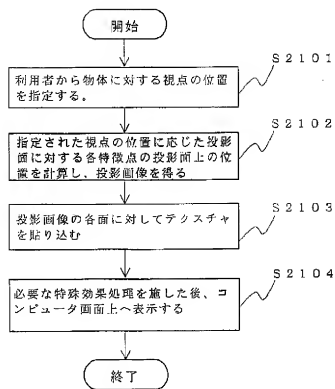 開始
S2101
利用者から物体に対する視点の位置
を指定する。
S2102
指定された視点の位置に応じた投影
面に対する各特徴点の投影面上の位
置を計算し、投影画像を得る
S2103
投影画像の各面に対してテクスチャ
を貼り込む
S2104
必要な特殊効果処理を施した後、コ
ンピュータ画面上へ表示する
終了